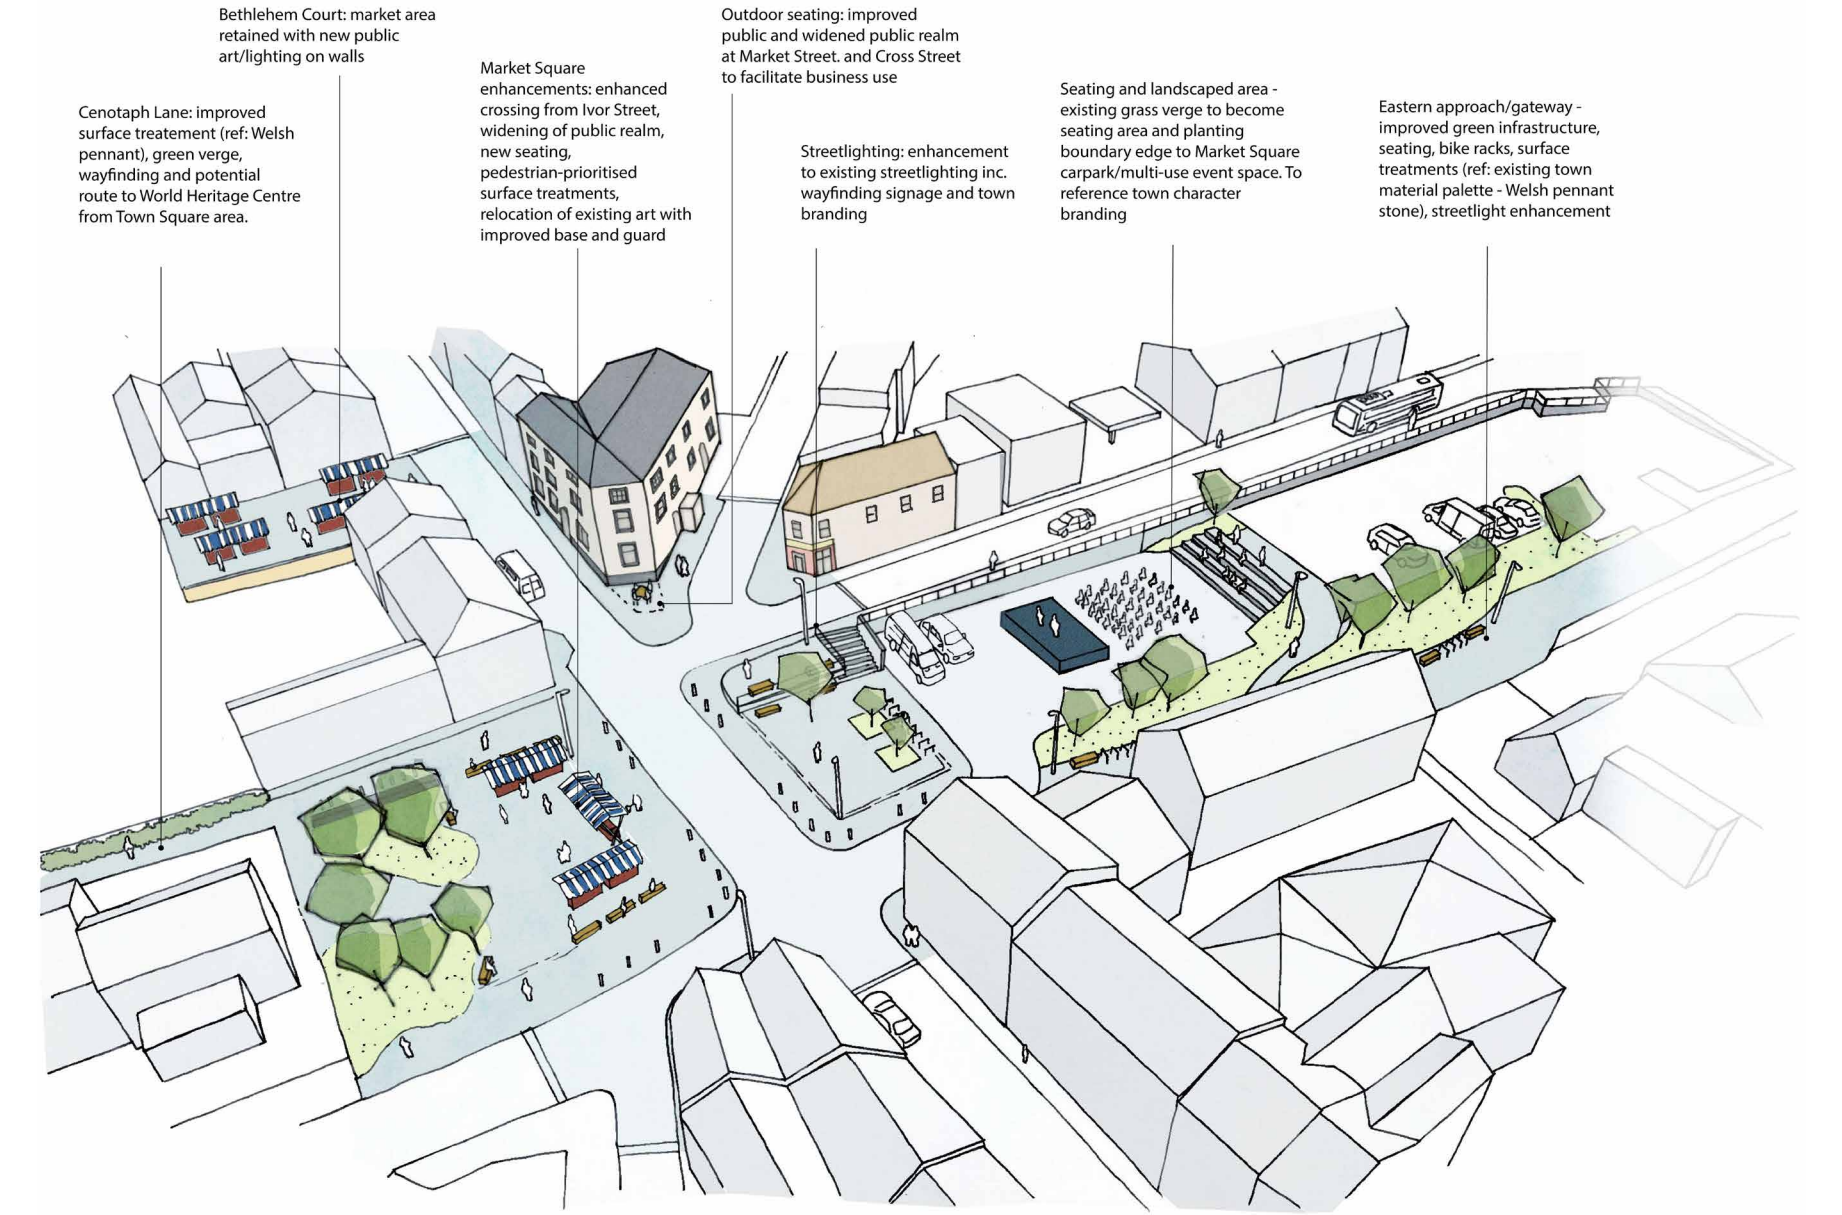 Bethlehem Court: market area
retained with new public
art/lighting on walls
Outdoor seating: improved
public and widened public realm
at Market Street. and Cross Street
to facilitate business use
Market Square
enhancements: enhanced
crossing from Ivor Street,
widening of public realm,
new seating,
pedestrian-prioritised
surface treatments,
relocation of existing art with
improved base and guard
Cenotaph Lane: improved
surface treatement (ref: Welsh
pennant), green verge,
wayfinding and potential
route to World Heritage Centre
from Town Square area.
Streetlighting: enhancement
to existing streetlighting inc.
wayfinding signage and town
branding
Seating and landscaped area -
existing grass verge to become
seating area and planting
boundary edge to Market Square
carpark/multi-use event space. To
reference town character
branding
Eastern approach/gateway -
improved green infrastructure,
seating, bike racks, surface
treatments (ref: existing town
material palette - Welsh pennant
stone), streetlight enhancement